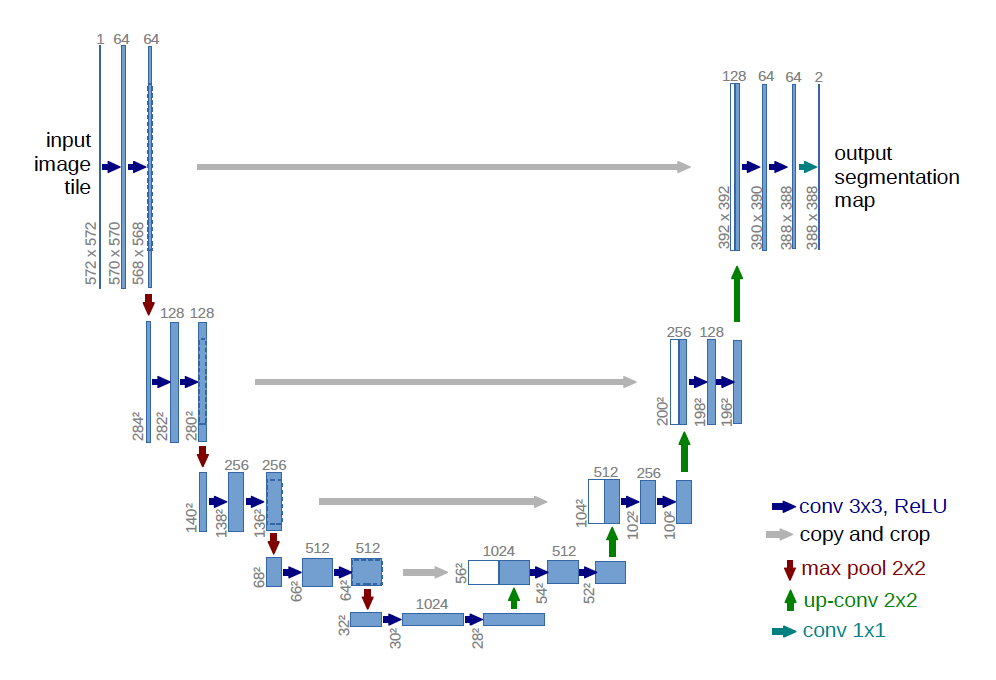 1 64 64
input
image
tile
572 x 572
570 x 570
568 x 568
128 64 64 2
output
segmentation
map
392 x 392
390 x 390
388 x 388
388 x 388
128 128
284²
282²
280²
256 128
200²
198²
196²
256 256
140²
138²
136²
512 256
104²
102²
100²
512 512
68²
66²
64²
1024 512
56²
54²
52²
1024
32²
30²
28²
conv 3x3, ReLU
copy and crop
max pool 2x2
up-conv 2x2
conv 1x1